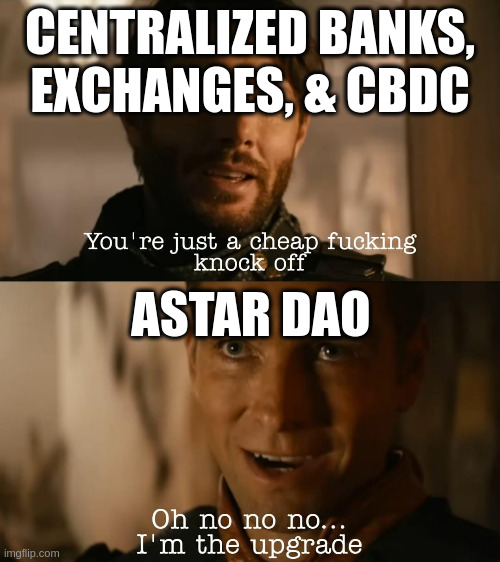 CENTRALIZED BANKS,
EXCHANGES, & CBDC
You're just a cheap fucking
knock off
ASTAR DAO
Oh no no no...
I'm the upgrade
imgflip.com